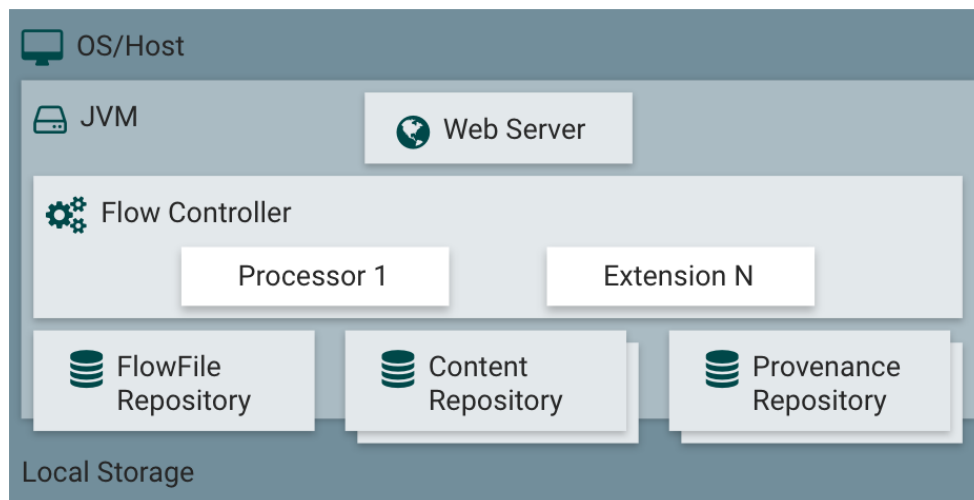 OS/Host
JVM
Web Server
Flow Controller
Processor 1
Extension N
FlowFile
Repository
Content
Repository
Provenance
Repository
Local Storage